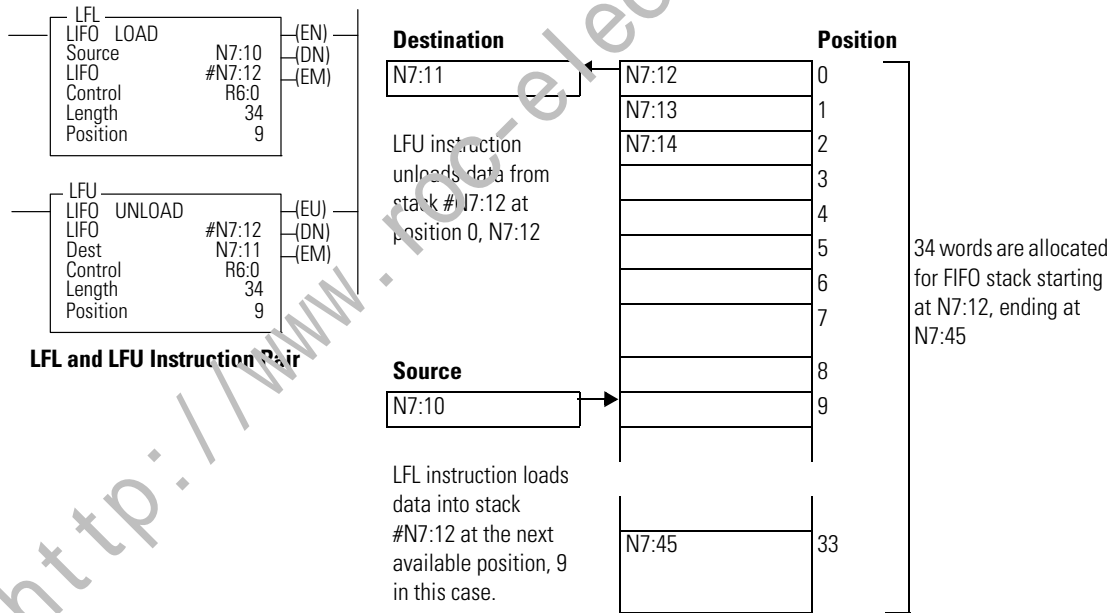 LFL
LIFO LOAD
Source N7:10
LIFO #N7:12
Control R6:0
Length 34
Position 9
(EN)
(DN)
(EM)
LFU
LIFO UNLOAD
LIFO #N7:12
Dest N7:11
Control R6:0
Length 34
Position 9
(EU)
(DN)
(EM)
LFL and LFU Instruction Pair
Destination
N7:11
LFU instruction
unloads data from
stack #N7:12 at
position 0, N7:12
Source
N7:10
LFL instruction loads
data into stack
#N7:12 at the next
available position, 9
in this case.
Position
N7:12 0
N7:13 1
N7:14 2
3
4
5
6
7
8
9
N7:45 33
34 words are allocated
for FIFO stack starting
at N7:12, ending at
N7:45
http://www.roc-elec